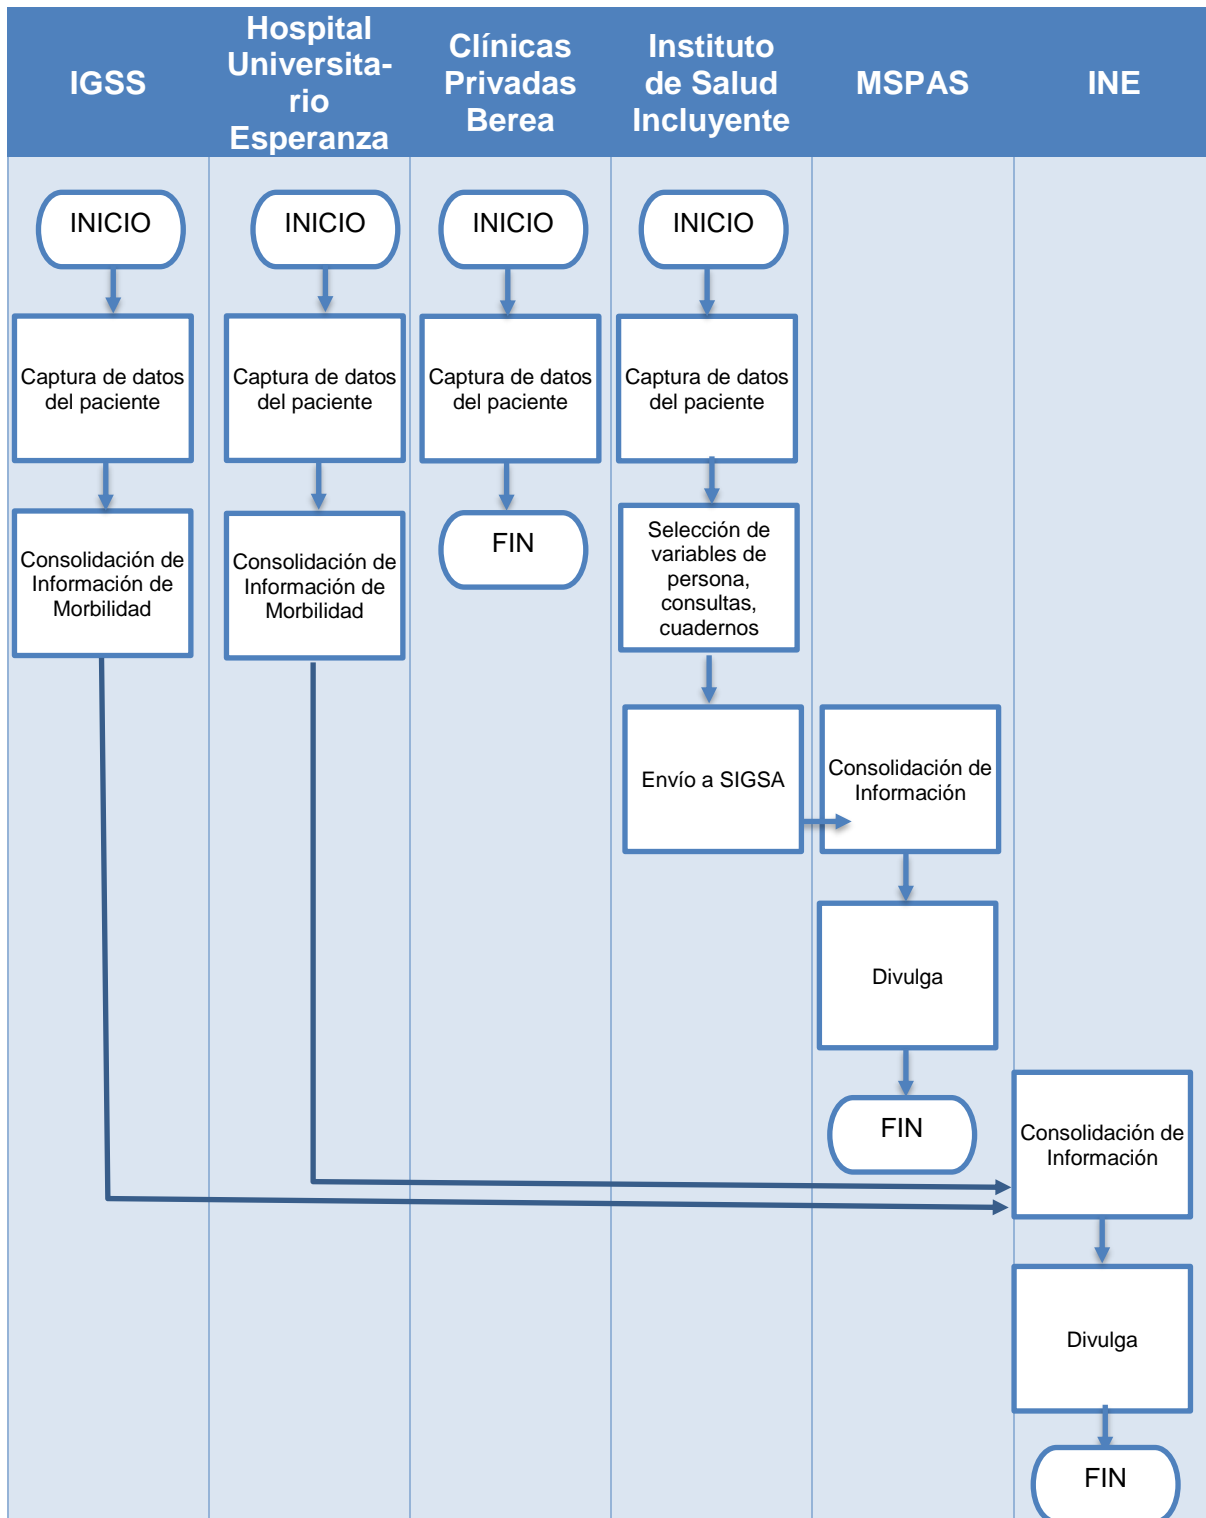 IGSS
Hospital
Universita-
rio
Esperanza
Clínicas
Privadas
Berea
Instituto
de Salud
Incluyente
MSPAS
INE
INICIO
INICIO
INICIO
INICIO
Captura de datos
del paciente
Captura de datos
del paciente
Captura de datos
del paciente
Captura de datos
del paciente
Consolidación de
Información de
Morbilidad
Consolidación de
Información de
Morbilidad
FIN
Selección de
variables de
persona,
consultas,
cuadernos
Envío a SIGSA
Consolidación de
Información
Divulga
FIN
Consolidación de
Información
Divulga
FIN